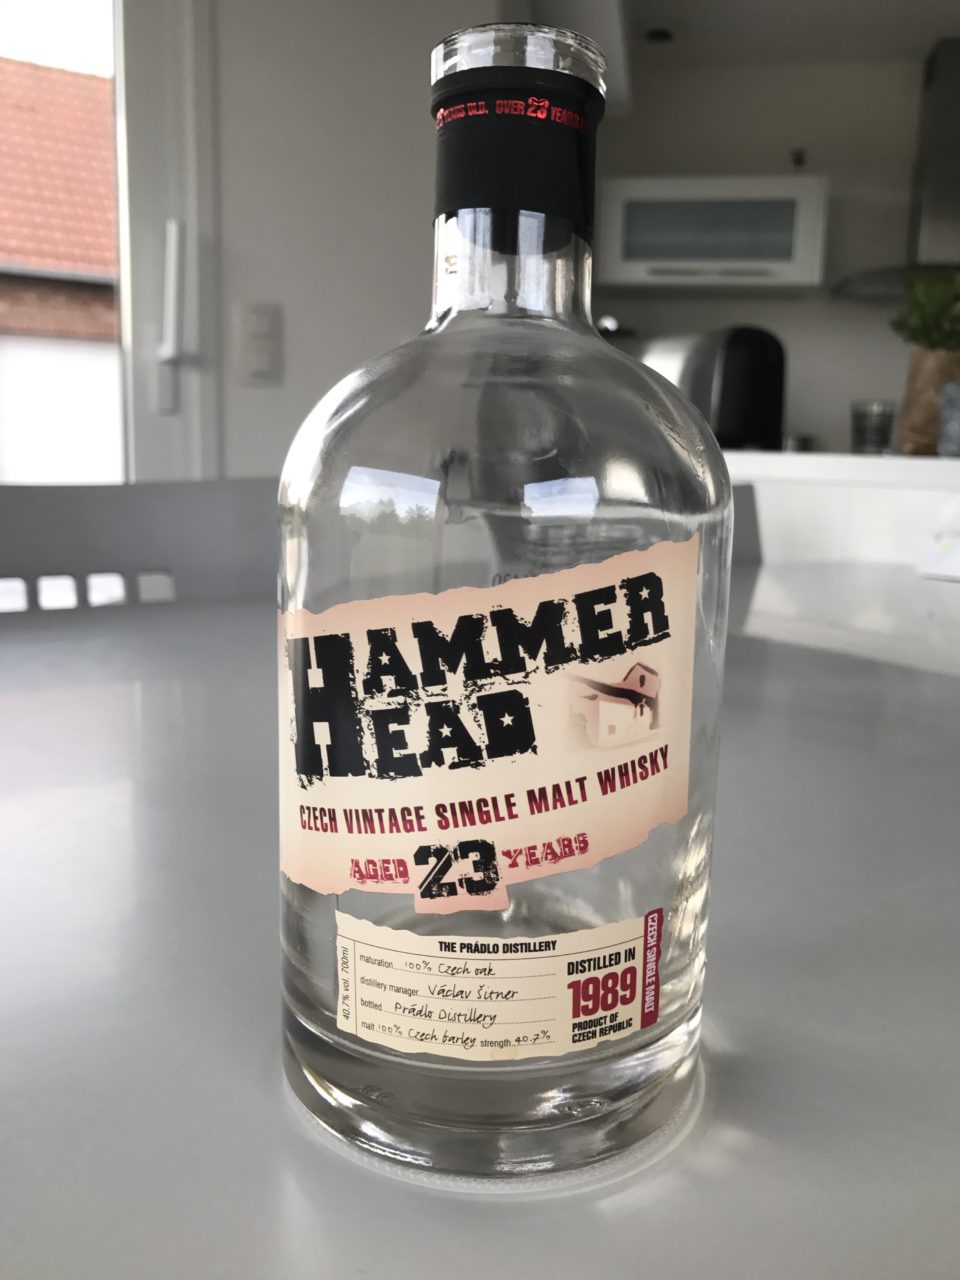 YEARS OLD. OVER 23 YEARS
HAMMER
HEAD
CZECH VINTAGE SINGLE MALT WHISKY
AGED 23 YEARS
THE PRÁDLO DISTILLERY
maturation 100% Czech oak
distillery manager Václav Šitner
bottled Prádlo Distillery
malt 100% Czech barley strength 40.7%
40.7% vol. 700ml
DISTILLED IN
1989
PRODUCT OF
CZECH REPUBLIC
CZECH SINGLE MALT